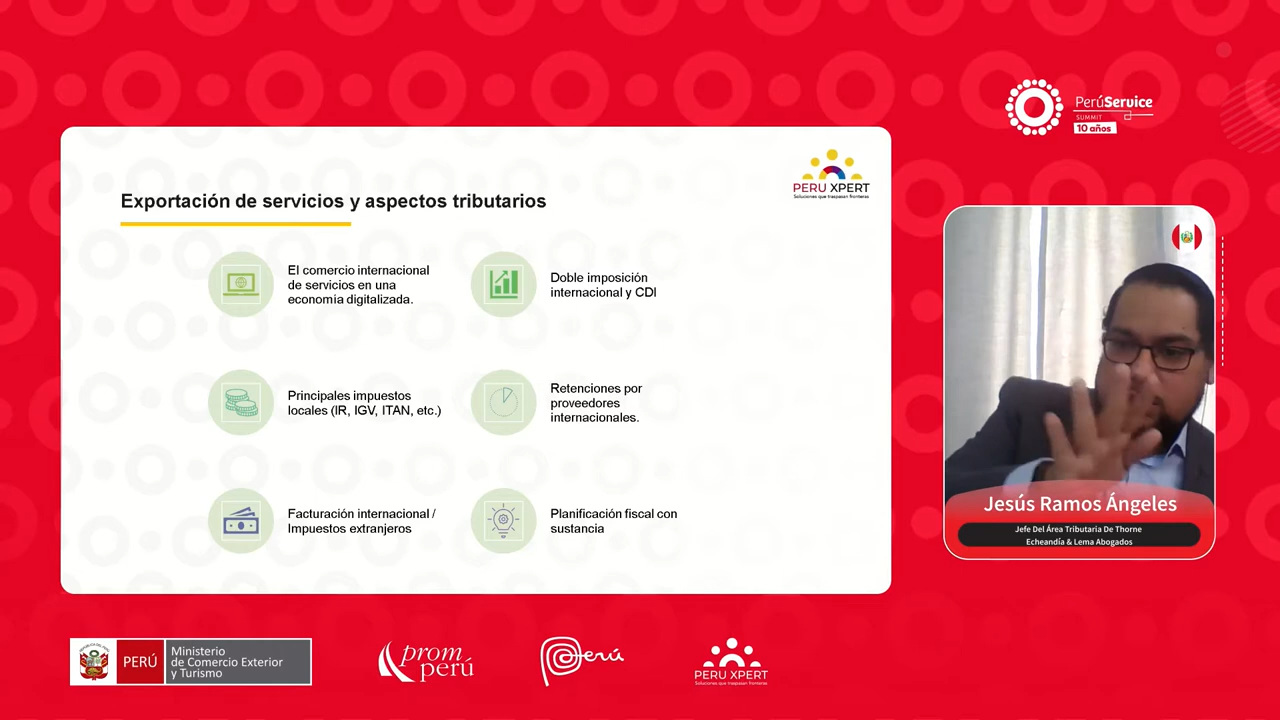 PerúService
SUMMIT
10 años
PERU XPERT
Soluciones que traspasan fronteras
Exportación de servicios y aspectos tributarios
El comercio internacional
de servicios en una
economía digitalizada.
Doble imposición
internacional y CDI
Principales impuestos
locales (IR, IGV, ITAN, etc.)
Retenciones por
proveedores
internacionales.
Facturación internacional /
Impuestos extranjeros
Planificación fiscal con
sustancia
Jesús Ramos Ángeles
Jefe Del Área Tributaria De Thorne
Echeandía & Lema Abogados
PERÚ
Ministerio
de Comercio Exterior
y Turismo
prom
perú
Perú
PERU XPERT
Soluciones que traspasan fronteras